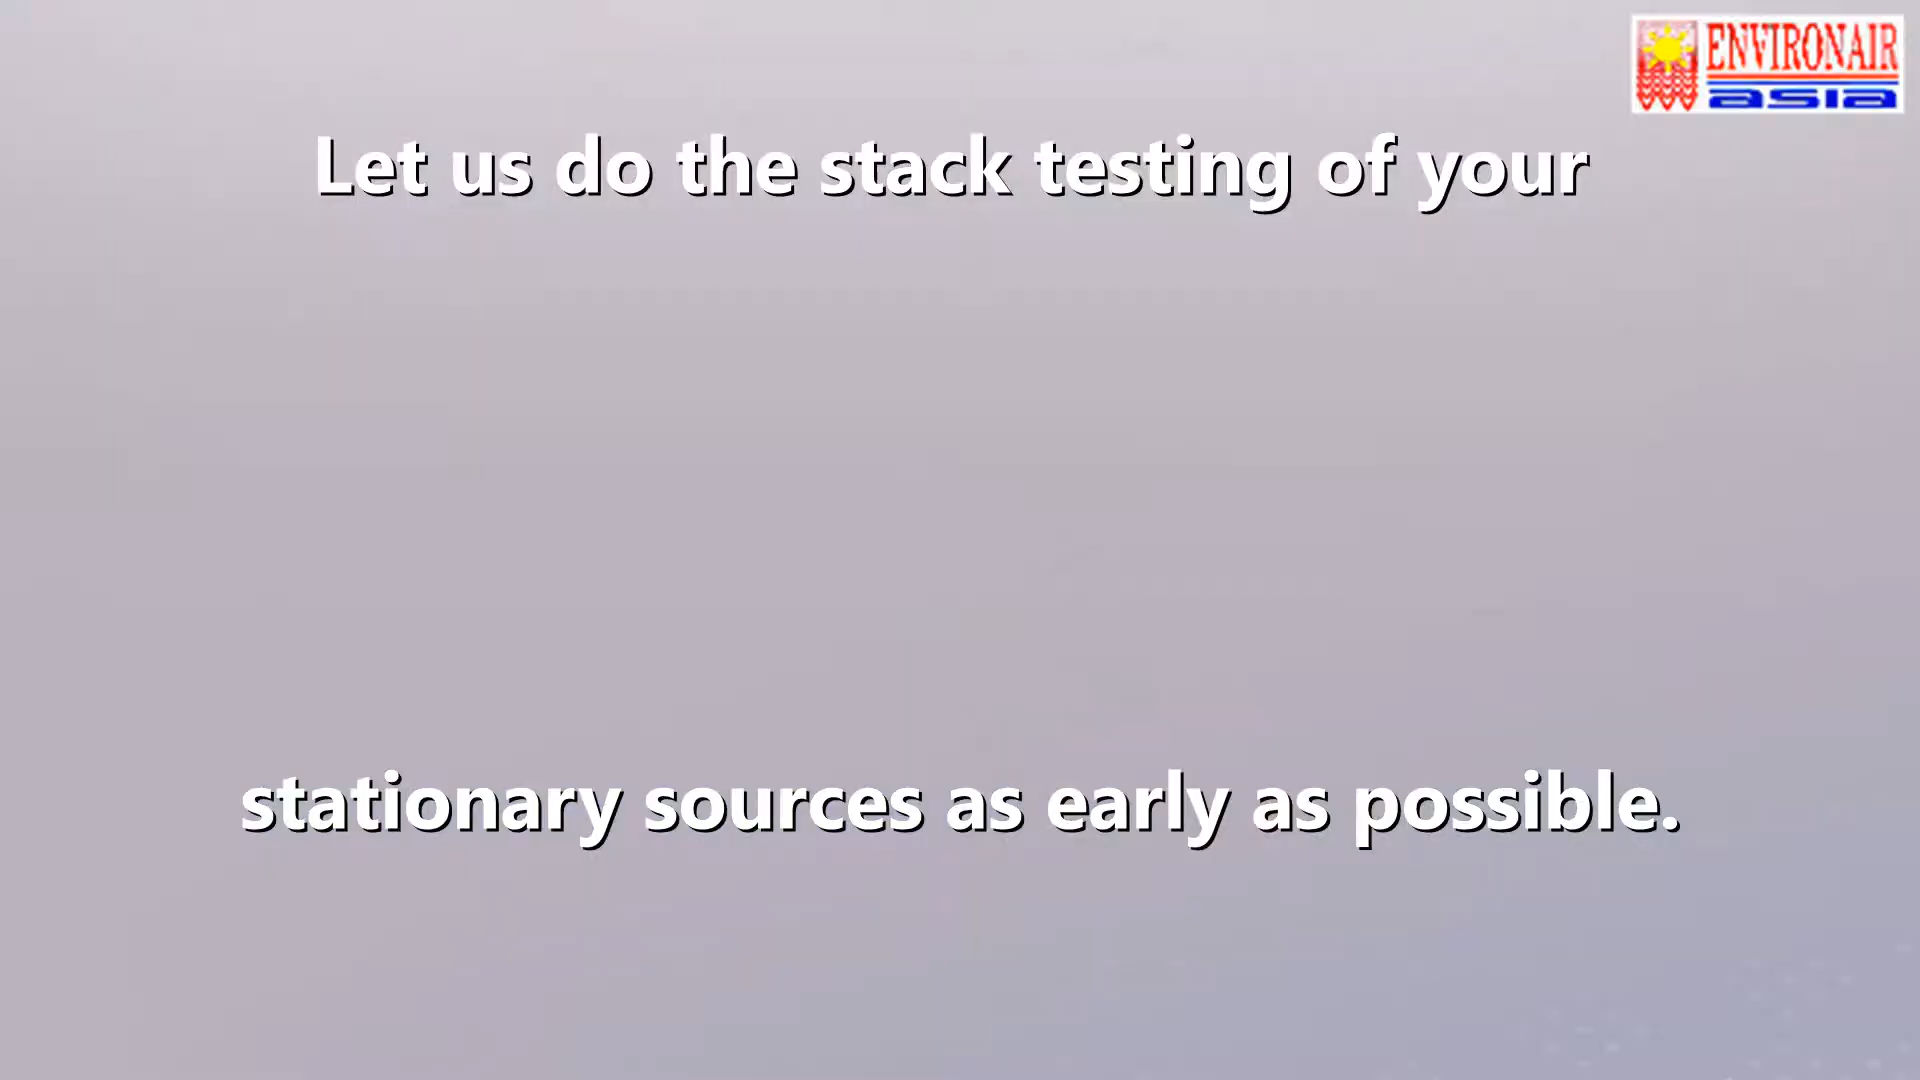 ENVIRONAIR
asia
Let us do the stack testing of your
stationary sources as early as possible.